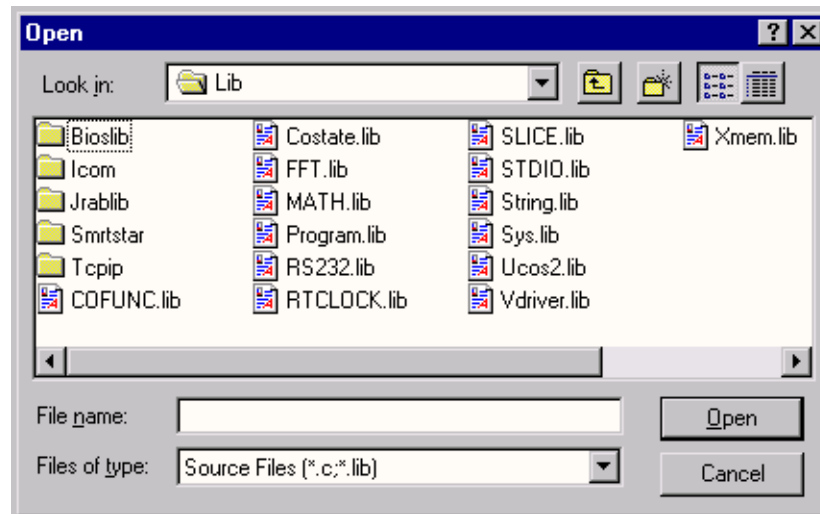 Open
Look in: Lib
Bioslib Costate.lib SLICE.lib Xmem.lib
Icom FFT.lib STDIO.lib
Jrablib MATH.lib String.lib
Smrtstar Program.lib Sys.lib
Tcpip RS232.lib Ucos2.lib
COFUNC.lib RTCLOCK.lib Vdriver.lib
File name: Open
Files of type: Source Files (*.c;*.lib) Cancel